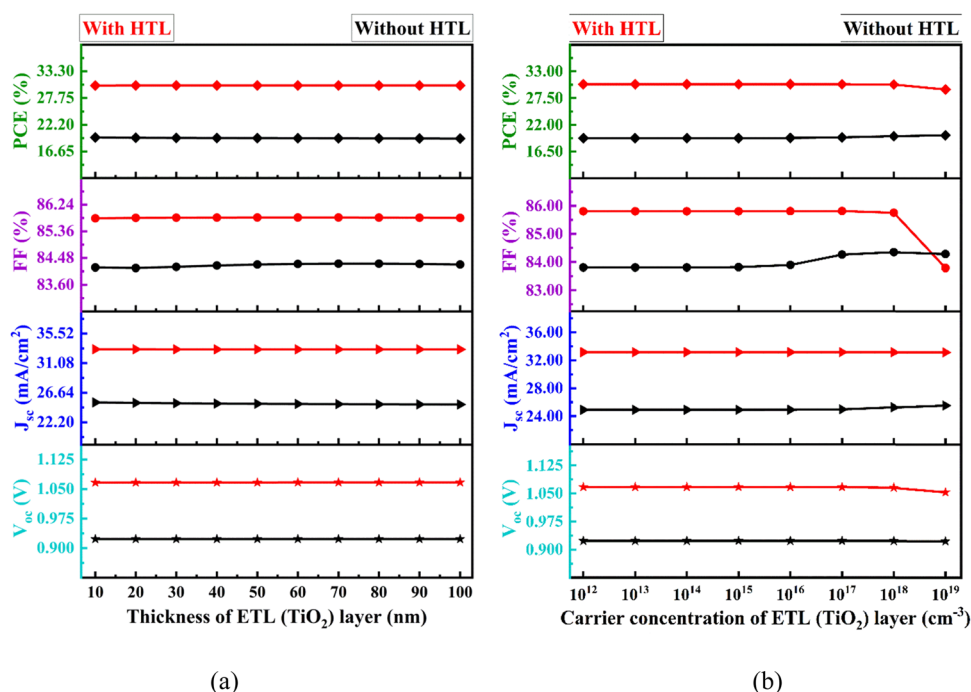 With HTL Without HTL
PCE (%)
33.30
27.75
22.20
16.65
FF (%)
86.24
85.36
84.48
83.60
Jsc (mA/cm²)
35.52
31.08
26.64
22.20
Voc (V)
1.125
1.050
0.975
0.900
10 20 30 40 50 60 70 80 90 100
Thickness of ETL (TiO₂) layer (nm)
(a)
With HTL Without HTL
PCE (%)
33.00
27.50
22.00
16.50
FF (%)
86.00
85.00
84.00
83.00
Jsc (mA/cm²)
36.00
32.00
28.00
24.00
Voc (V)
1.125
1.050
0.975
0.900
10¹² 10¹³ 10¹⁴ 10¹⁵ 10¹⁶ 10¹⁷ 10¹⁸ 10¹⁹
Carrier concentration of ETL (TiO₂) layer (cm⁻³)
(b)